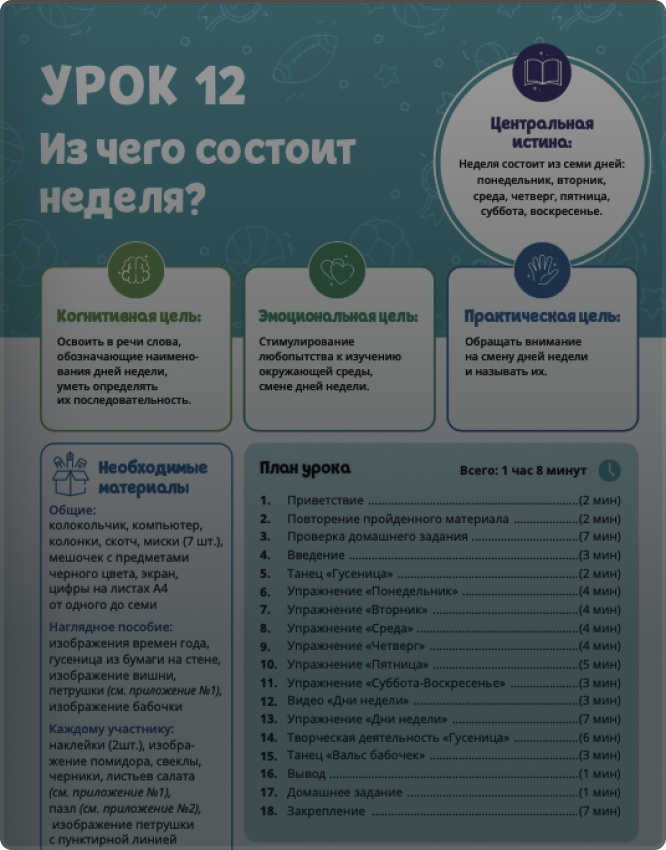 УРОК 12
Из чего состоит
неделя?
Центральная
истина:
Неделя состоит из семи дней:
понедельник, вторник,
среда, четверг, пятница,
суббота, воскресенье.
Когнитивная цель:
Освоить в речи слова,
обозначающие наимено-
вания дней недели,
уметь определять
их последовательность.
Эмоциональная цель:
Стимулирование
любопытства к изучению
окружающей среды,
смене дней недели.
Практическая цель:
Обращать внимание
на смену дней недели
и называть их.
Необходимые
материалы
Общие:
колокольчик, компьютер,
колонки, скотч, миски (7 шт.),
мешочек с предметами
черного цвета, экран,
цифры на листах А4
от одного до семи
Наглядное пособие:
изображения времен года,
гусеница из бумаги на стене,
изображение вишни,
петрушки (см. приложение №1),
изображение бабочки
Каждому участнику:
наклейки (2шт.), изобра-
жение помидора, свеклы,
черники, листьев салата
(см. приложение №1),
пазл (см. приложение №2),
изображение петрушки
с пунктирной линией
План урока
Всего: 1 час 8 минут
1. Приветствие (2 мин)
2. Повторение пройденного материала (2 мин)
3. Проверка домашнего задания (7 мин)
4. Введение (3 мин)
5. Танец «Гусеница» (2 мин)
6. Упражнение «Понедельник» (4 мин)
7. Упражнение «Вторник» (4 мин)
8. Упражнение «Среда» (4 мин)
9. Упражнение «Четверг» (4 мин)
10. Упражнение «Пятница» (5 мин)
11. Упражнение «Суббота-Воскресенье» (3 мин)
12. Видео «Дни недели» (3 мин)
13. Упражнение «Дни недели» (7 мин)
14. Творческая деятельность «Гусеница» (6 мин)
15. Танец «Вальс бабочек» (3 мин)
16. Вывод (1 мин)
17. Домашнее задание (1 мин)
18. Закрепление (7 мин)